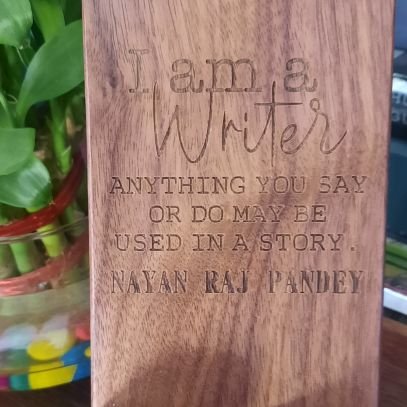 I am a
Writer
ANYTHING YOU SAY
OR DO MAY BE
USED IN A STORY.
NAYAN RAJ PANDEY